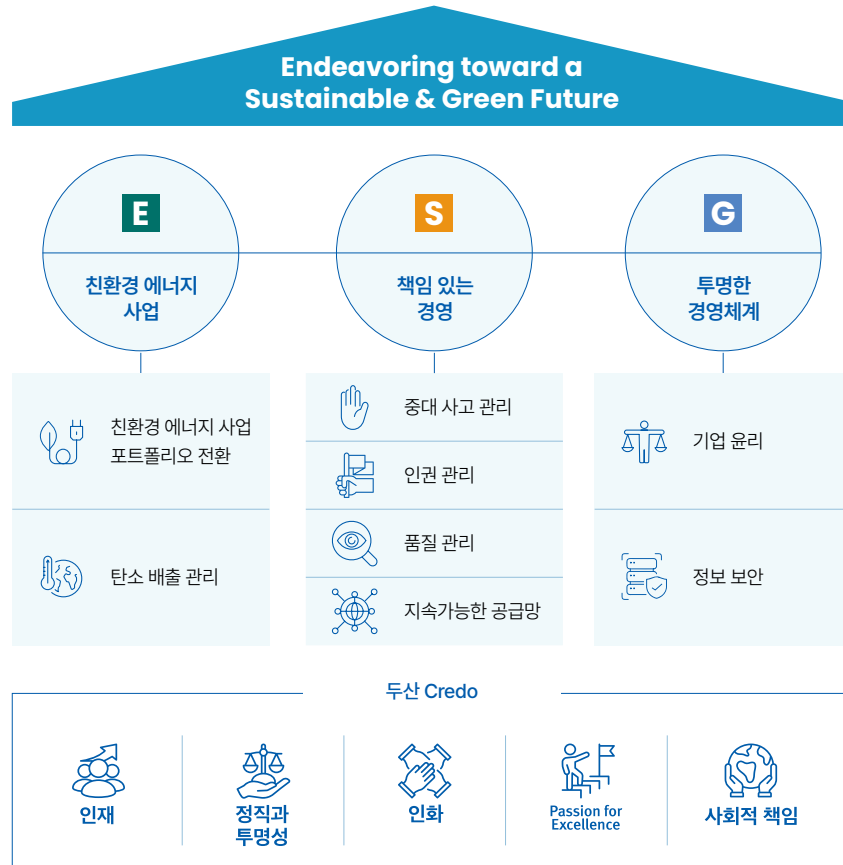 Endeavoring toward a
Sustainable & Green Future
E
친환경 에너지
사업
S
책임 있는
경영
G
투명한
경영체계
친환경 에너지 사업
포트폴리오 전환
탄소 배출 관리
중대 사고 관리
인권 관리
품질 관리
지속가능한 공급망
기업 윤리
정보 보안
두산 Credo
인재
정직과
투명성
인화
Passion for
Excellence
사회적 책임